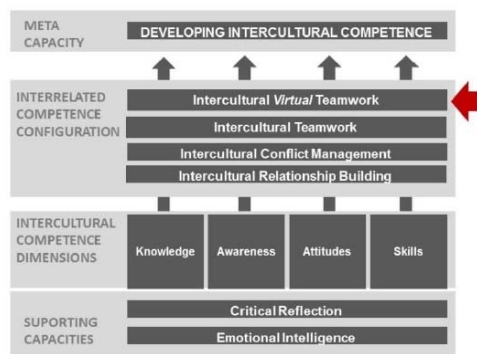 META
CAPACITY
DEVELOPING INTERCULTURAL COMPETENCE
INTERRELATED
COMPETENCE
CONFIGURATION
Intercultural Virtual Teamwork
Intercultural Teamwork
Intercultural Conflict Management
Intercultural Relationship Building
INTERCULTURAL
COMPETENCE
DIMENSIONS
Knowledge Awareness Attitudes Skills
SUPORTING
CAPACITIES
Critical Reflection
Emotional Intelligence